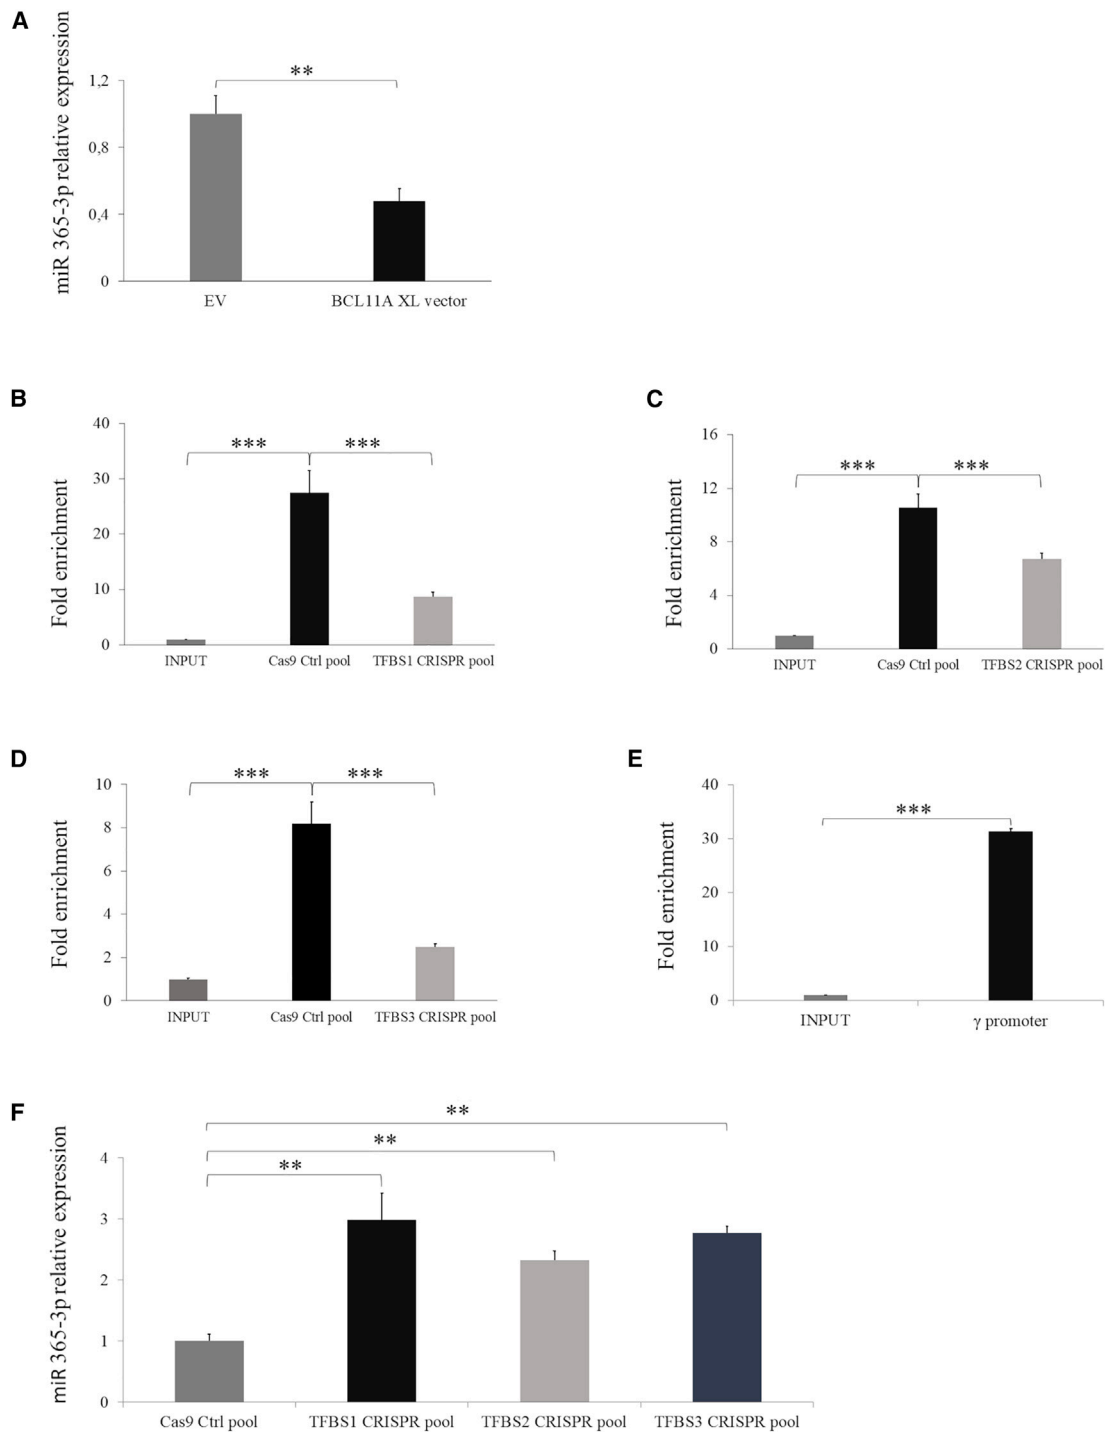 A
miR 365-3p relative expression
**
1,2
0,8
0,4
0
EV
BCL11A XL vector
B
Fold enrichment
40
30
20
10
0
***
***
INPUT
Cas9 Ctrl pool
TFBS1 CRISPR pool
C
Fold enrichment
16
12
8
4
0
***
***
INPUT
Cas9 Ctrl pool
TFBS2 CRISPR pool
D
Fold enrichment
10
8
6
4
2
0
***
***
INPUT
Cas9 Ctrl pool
TFBS3 CRISPR pool
E
Fold enrichment
40
30
20
10
0
***
INPUT
γ promoter
F
miR 365-3p relative expression
**
**
**
4
3
2
1
0
Cas9 Ctrl pool
TFBS1 CRISPR pool
TFBS2 CRISPR pool
TFBS3 CRISPR pool